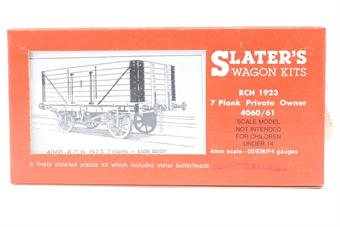 SLATER'S
WAGON KITS
RCH 1923
7 Plank Private Owner
4060/61
SCALE MODEL
NOT INTENDED
FOR CHILDREN
UNDER 14
4mm scale-00/EM/P4 gauges
4060 - R C H 1923 7 plank - side door
A finely detailed plastic kit which includes metal bufferheads